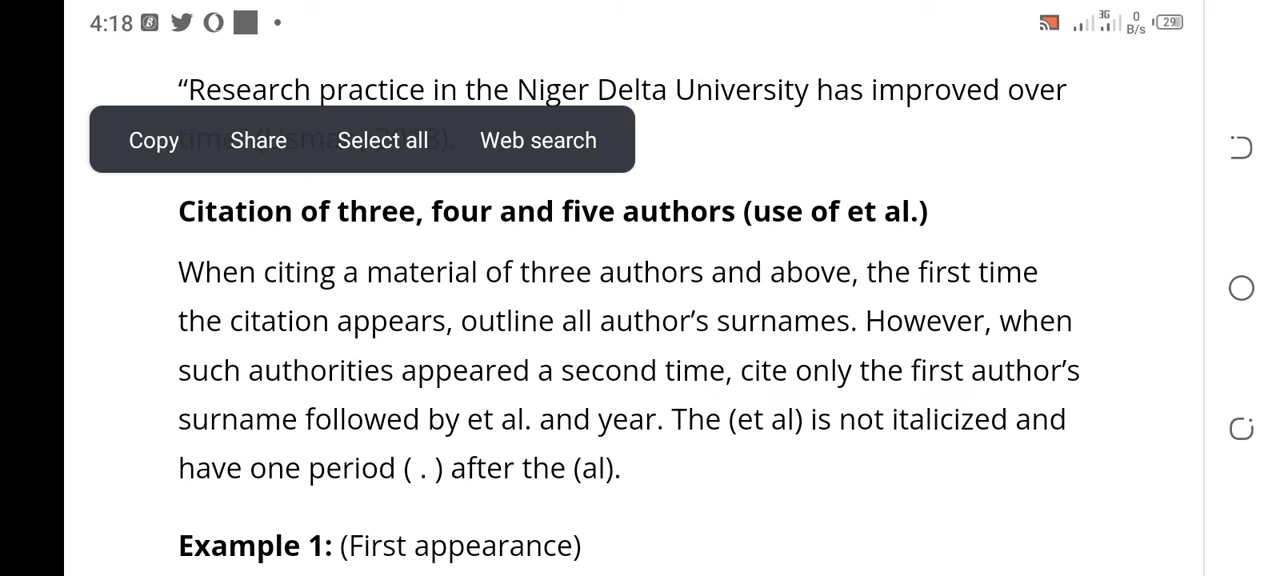 4:18
3G
0
B/s
29
“Research practice in the Niger Delta University has improved over
Copy Share Select all Web search
Citation of three, four and five authors (use of et al.)
When citing a material of three authors and above, the first time
the citation appears, outline all author’s surnames. However, when
such authorities appeared a second time, cite only the first author’s
surname followed by et al. and year. The (et al) is not italicized and
have one period ( . ) after the (al).
Example 1: (First appearance)